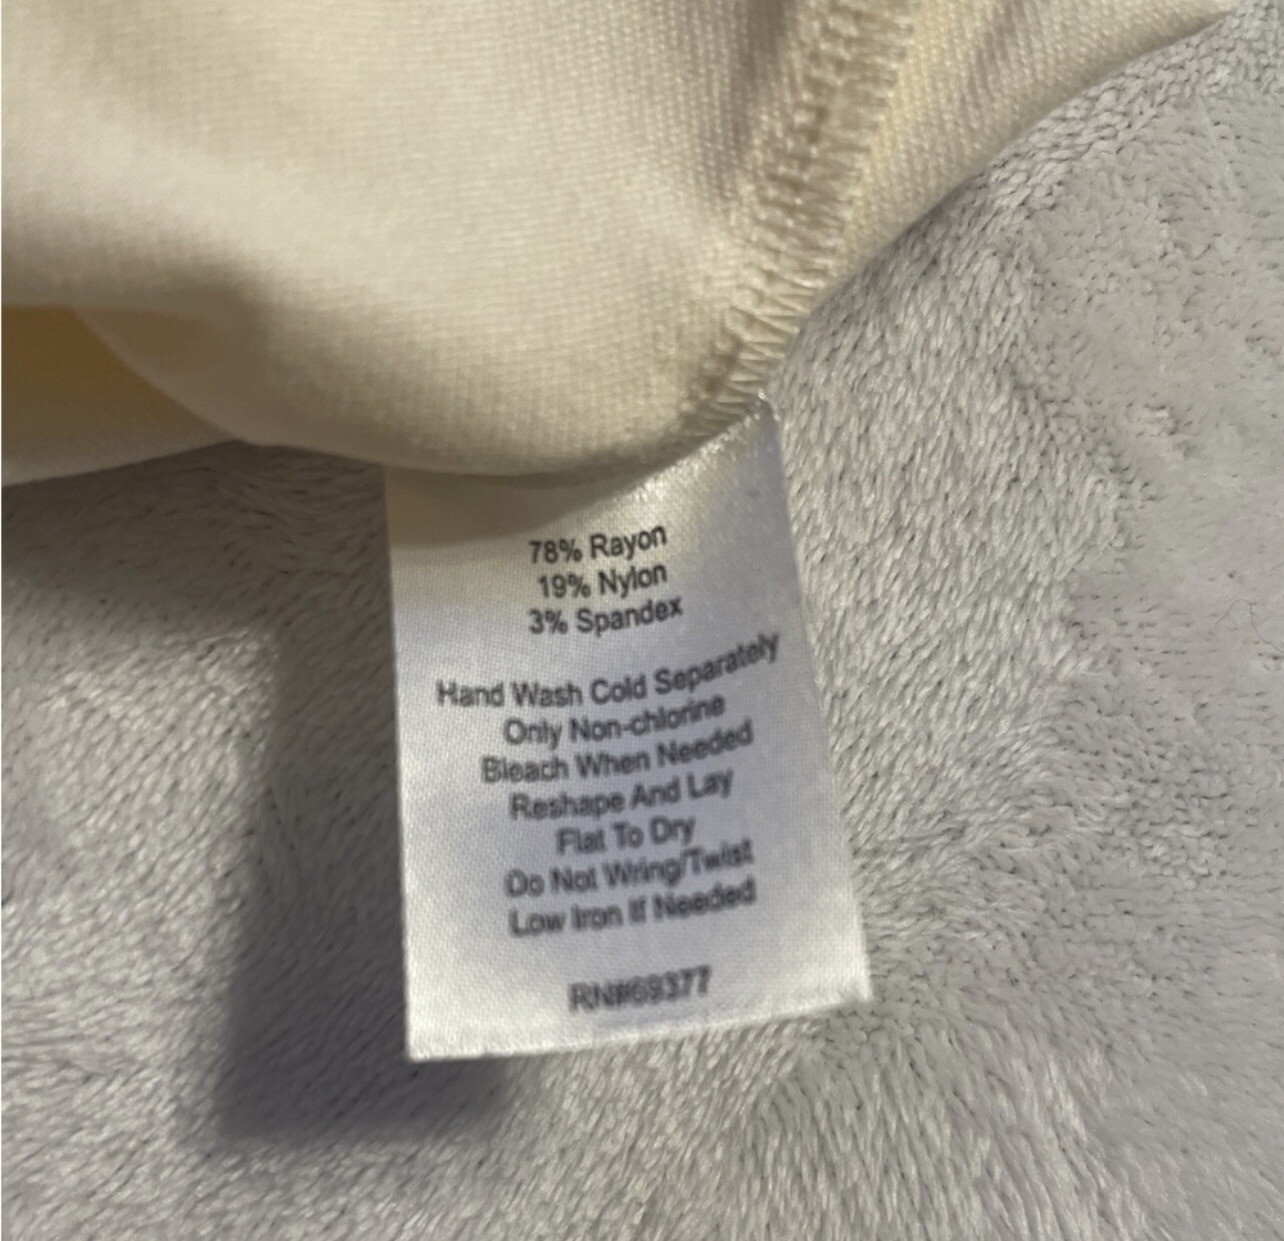 78% Rayon
19% Nylon
3% Spandex
Hand Wash Cold Separately
Only Non-chlorine
Bleach When Needed
Reshape And Lay
Flat To Dry
Do Not Wring/Twist
Low Iron If Needed
RN#69377